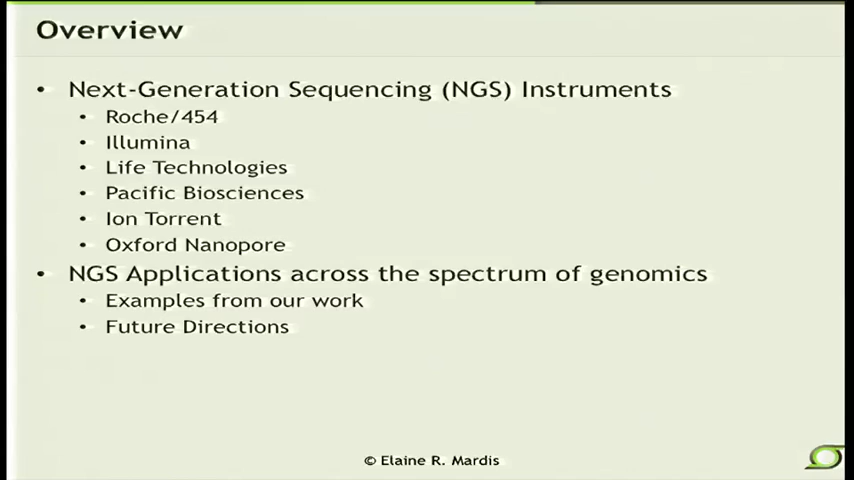 Overview
• Next-Generation Sequencing (NGS) Instruments
• Roche/454
• Illumina
• Life Technologies
• Pacific Biosciences
• Ion Torrent
• Oxford Nanopore
• NGS Applications across the spectrum of genomics
• Examples from our work
• Future Directions
© Elaine R. Mardis